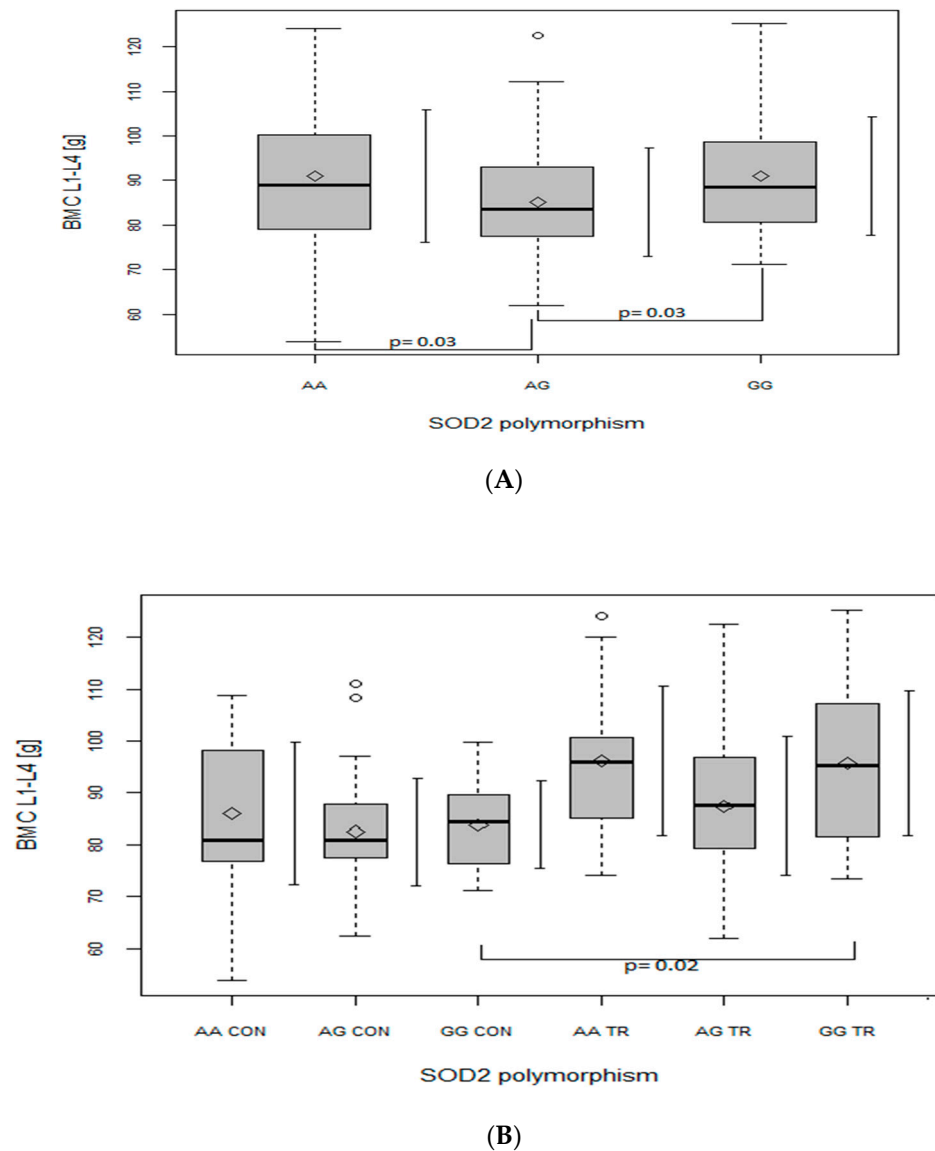 BMC L1-L4 [g]
120
110
100
90
80
70
60
p= 0.03
p= 0.03
AA AG GG
SOD2 polymorphism
(A)
BMC L1-L4 [g]
120
110
100
90
80
70
60
p= 0.02
AA CON AG CON GG CON AA TR AG TR GG TR
SOD2 polymorphism
(B)